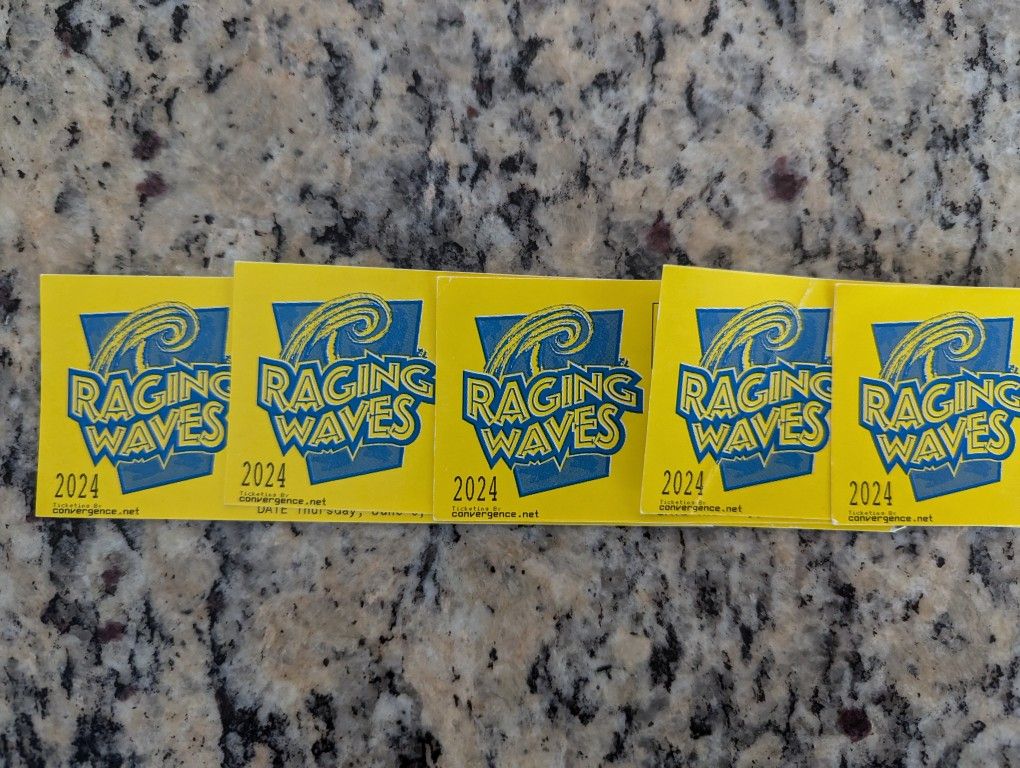 RAGING
WAVES
2024
Ticketing By
convergence.net
RAGING
WAVES
2024
Ticketing By
convergence.net
DATE Thursday, June
RAGING
WAVES
2024
Ticketing By
convergence.net
RAGING
WAVES
2024
Ticketing By
convergence.net
RAGING
WAVES
2024
Ticketing By
convergence.net